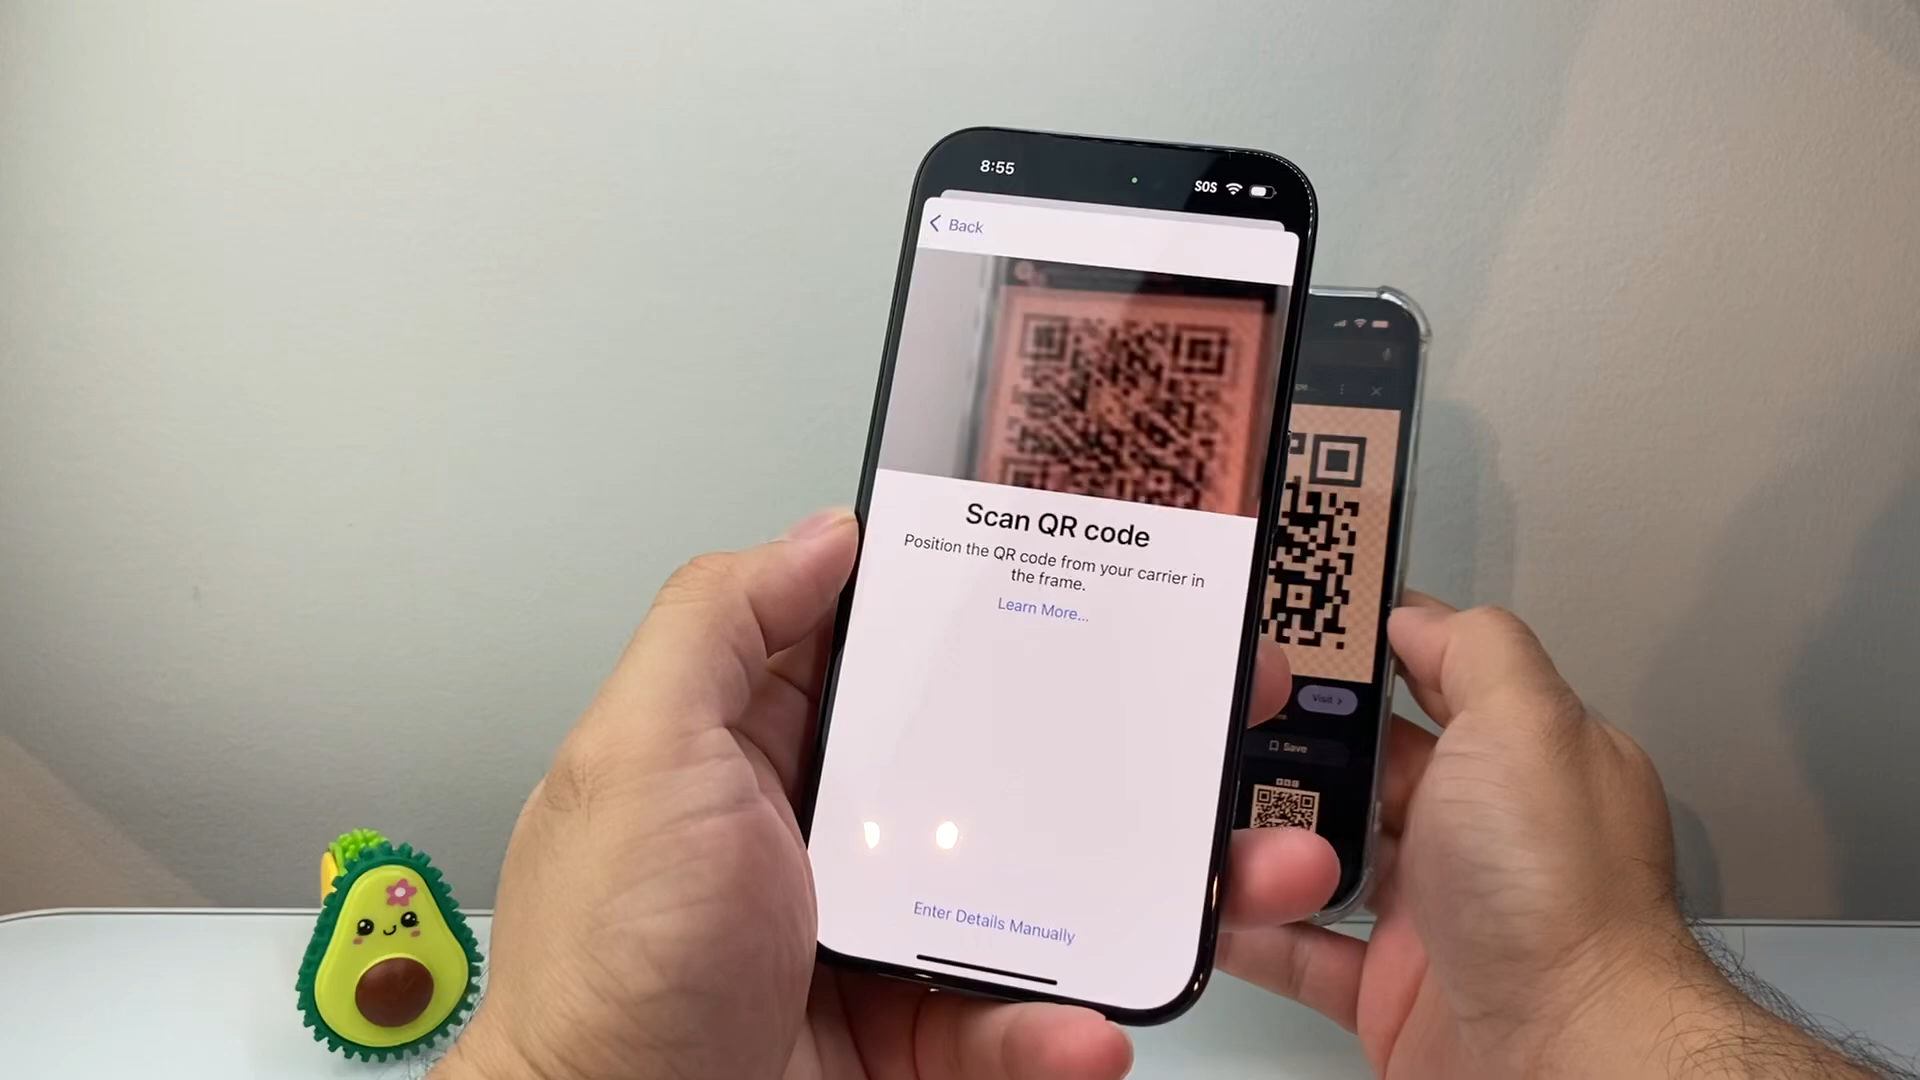 8:55
SOS
Back
Scan QR code
Position the QR code from your carrier in
the frame.
Learn More...
Enter Details Manually
Visit
Save